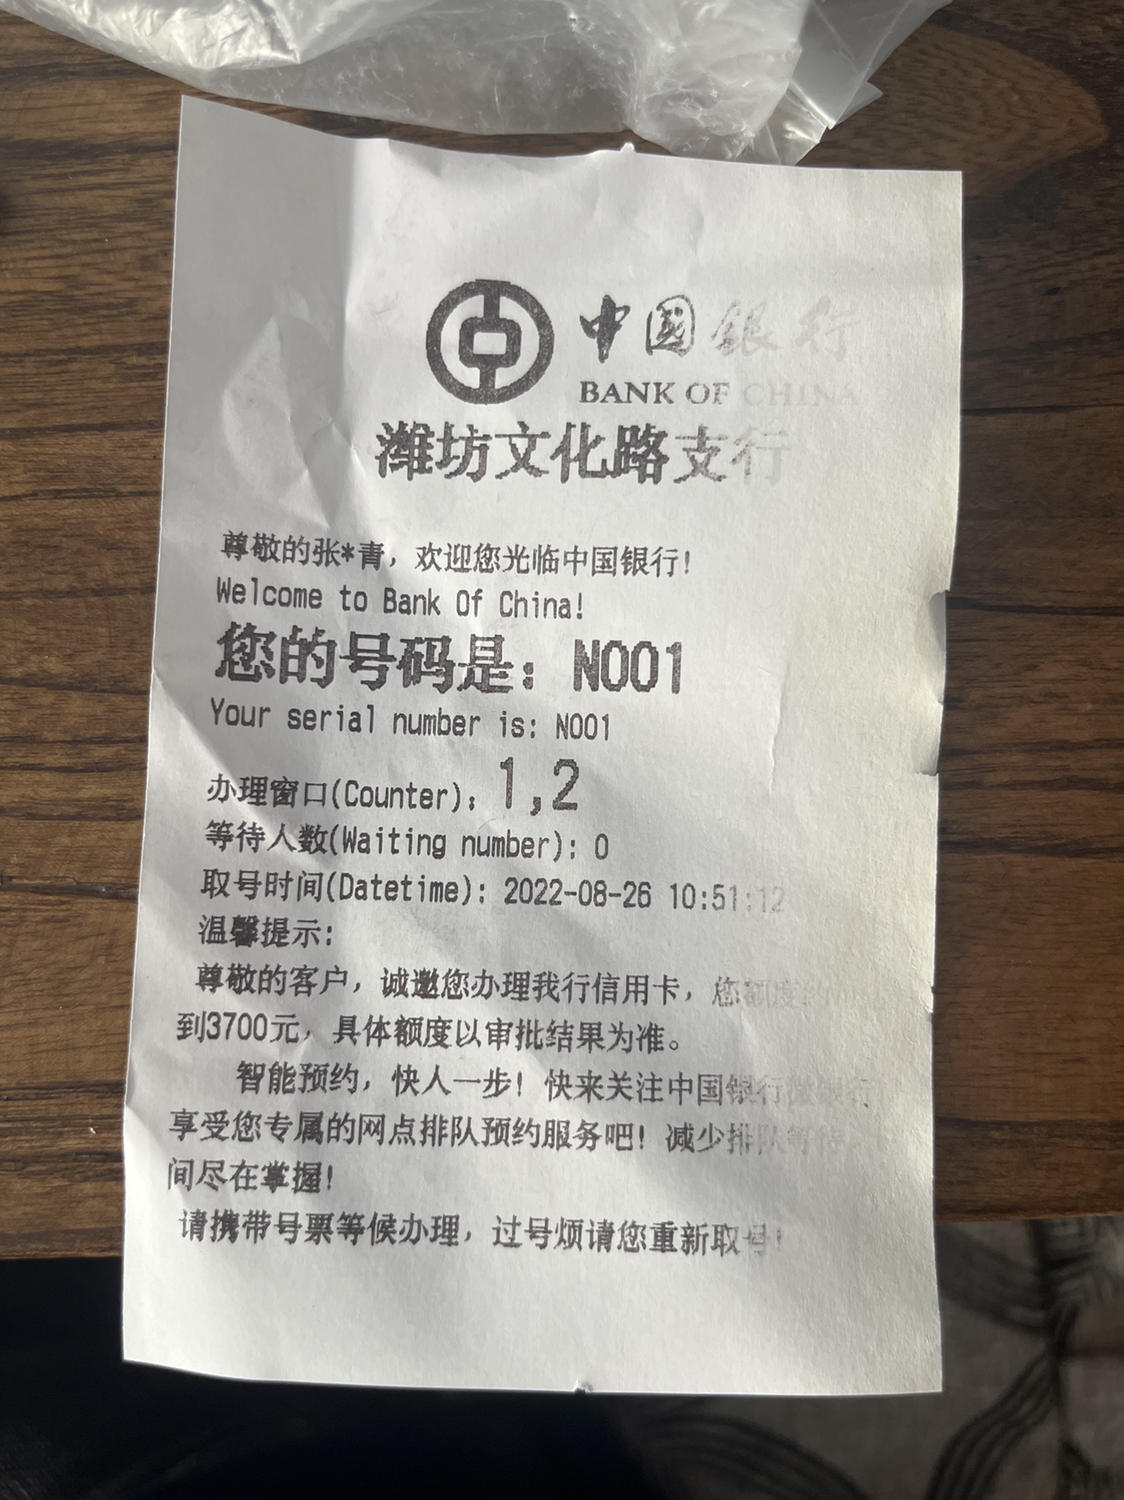 中国银行
BANK OF CHINA
潍坊文化路支行
尊敬的张*青，欢迎您光临中国银行！
Welcome to Bank Of China!
您的号码是：N001
Your serial number is: N001
办理窗口(Counter)：1,2
等待人数(Waiting number)：0
取号时间(Datetime)：2022-08-26 10:51:12
温馨提示：
尊敬的客户，诚邀您办理我行信用卡，您额度
到3700元，具体额度以审批结果为准。
智能预约，快人一步！快来关注中国银行微银行
享受您专属的网点排队预约服务吧！减少排队等待
间尽在掌握！
请携带号票等候办理，过号烦请您重新取号！